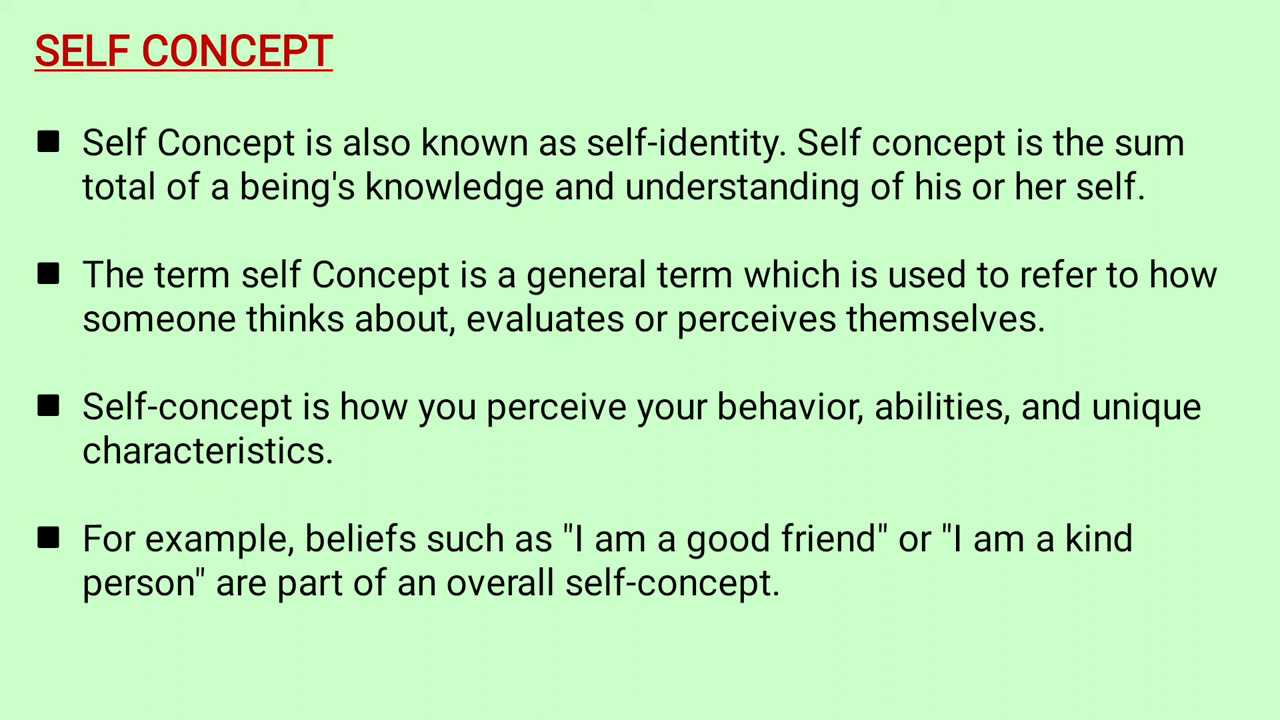 SELF CONCEPT
■ Self Concept is also known as self-identity. Self concept is the sum
total of a being's knowledge and understanding of his or her self.
■ The term self Concept is a general term which is used to refer to how
someone thinks about, evaluates or perceives themselves.
■ Self-concept is how you perceive your behavior, abilities, and unique
characteristics.
■ For example, beliefs such as "I am a good friend" or "I am a kind
person" are part of an overall self-concept.